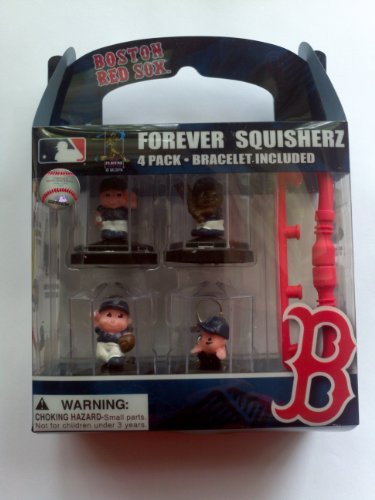 BOSTON
RED SOX
FOREVER SQUISHERZ
4 PACK • BRACELET INCLUDED
B
WARNING:
CHOKING HAZARD-Small parts.
Not for children under 3 years.